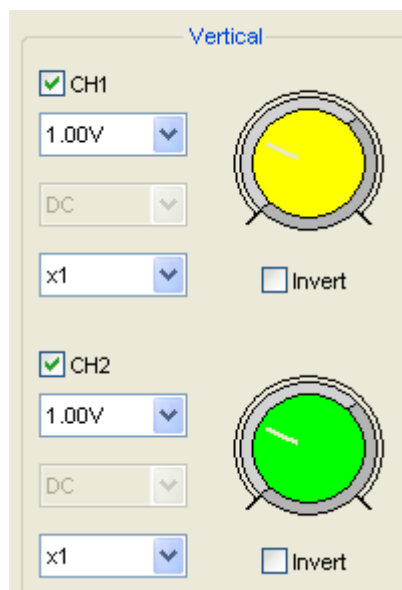 Vertical
CH1
1.00V
DC
x1
Invert
CH2
1.00V
DC
x1
Invert